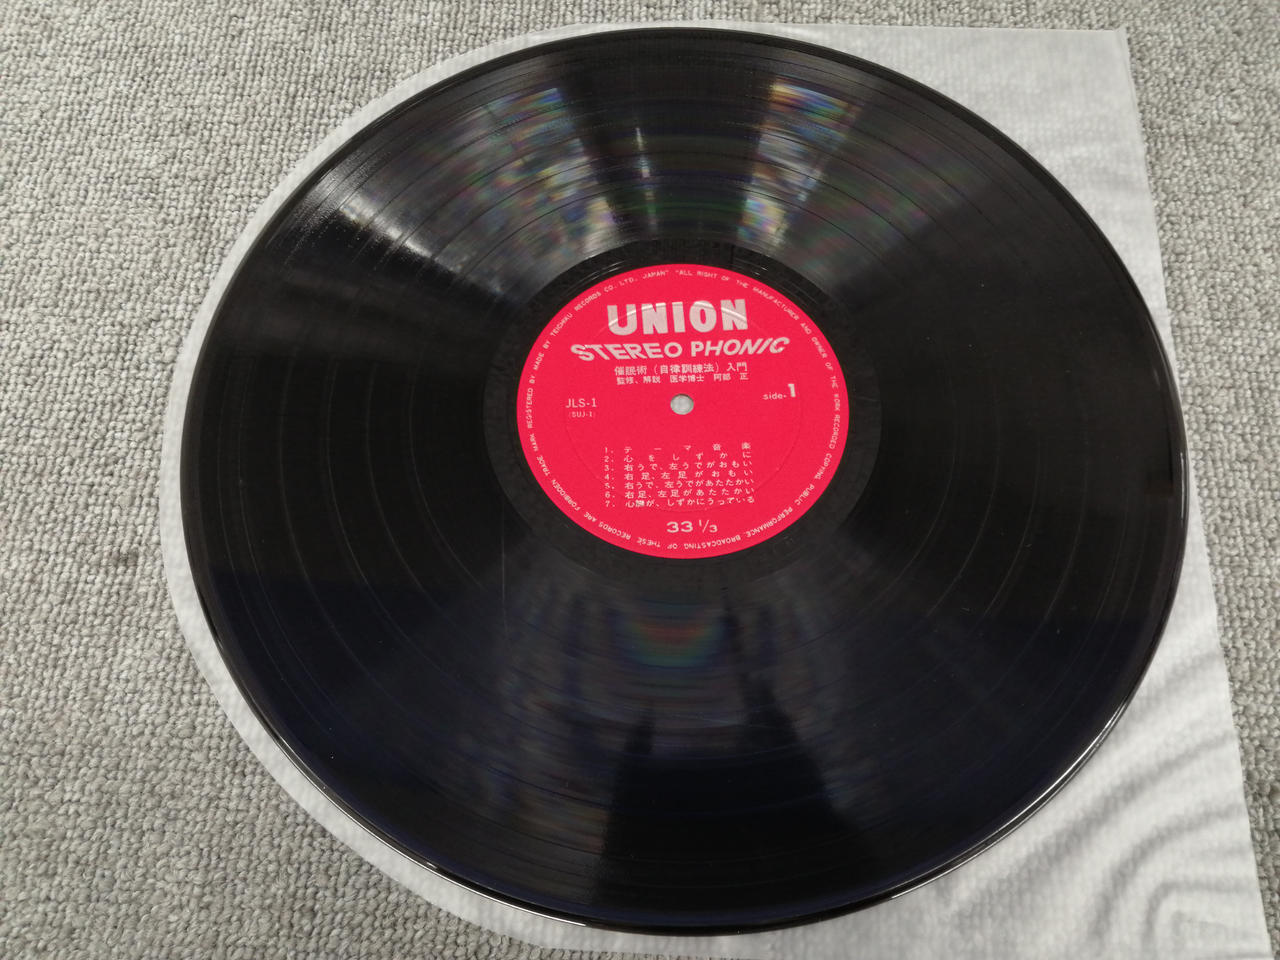 TRADE MARK REGISTERED BY MADE BY TEICHIKU RECORDS CO., LTD., JAPAN" "ALL RIGHT OF THE MANUFACTURER AND OWNER OF THE WORK RECORDED COPYING PUBLIC PERFORMANCE, BROADCASTING OF THESE RECORDS ARE FORBIDDEN
UNION
STEREO PHONIC
催眠術（自律訓練法）入門
監修、解説 医学博士 阿部 正
JLS-1
(SUJ-1)
side-1
1. テーマ音楽
2. 心をしずかに
3. 右うで、左うでがおもい
4. 右足、左足がおもい
5. 右うで、左うでがあたたかい
6. 右足、左足があたたかい
7. 心臓が、しずかにうっている
33 1/3